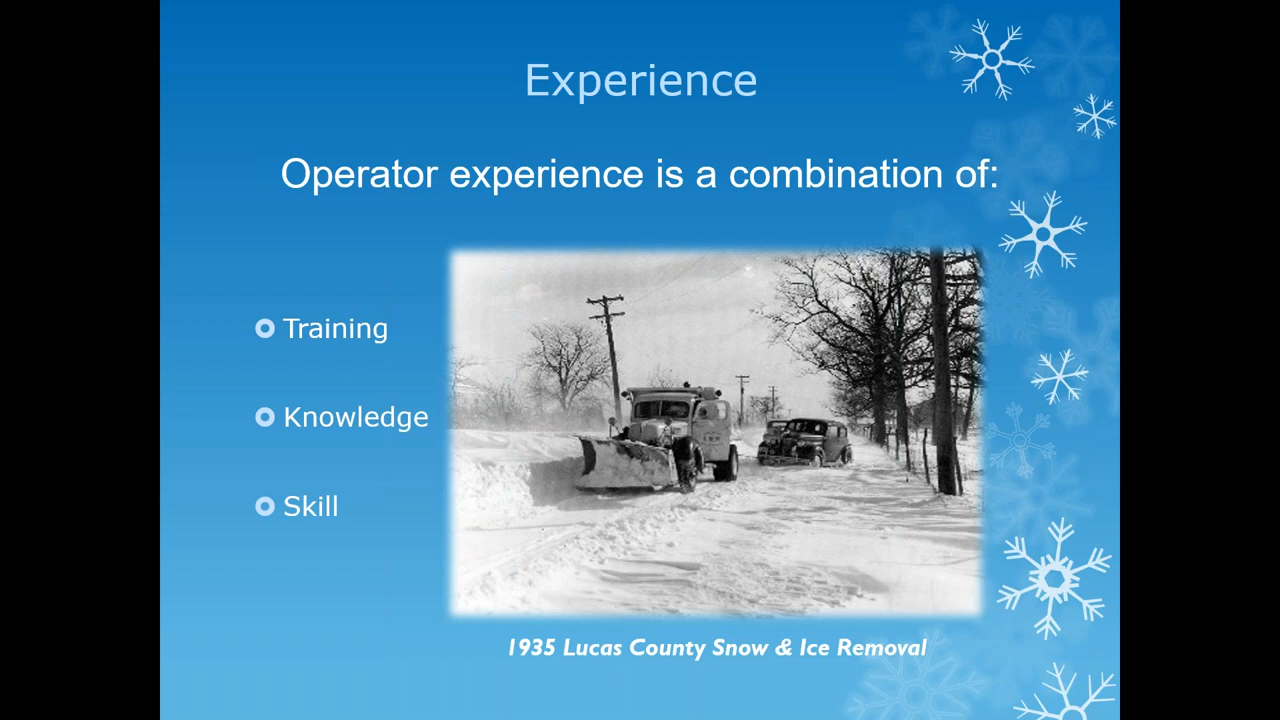 Experience
Operator experience is a combination of:
Training
Knowledge
Skill
1935 Lucas County Snow & Ice Removal